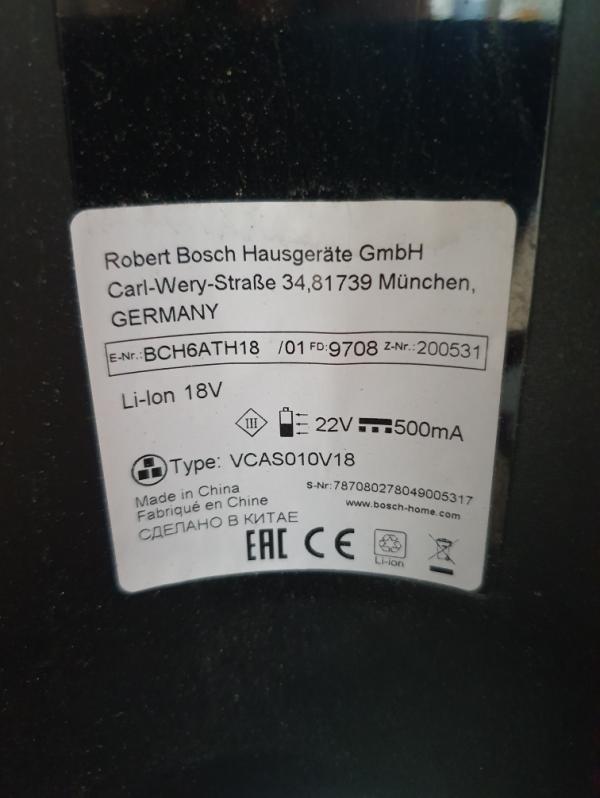 Robert Bosch Hausgeräte GmbH
Carl-Wery-Straße 34,81739 München,
GERMANY
E-Nr.:BCH6ATH18 /01 FD:9708 Z-Nr.:200531
Li-Ion 18V
III 22V 500mA
Type: VCAS010V18
S-Nr:787080278049005317
Made in China
www.bosch-home.com
Fabriqué en Chine
СДЕЛАНО В КИТАЕ
EAC CE
Li-ion